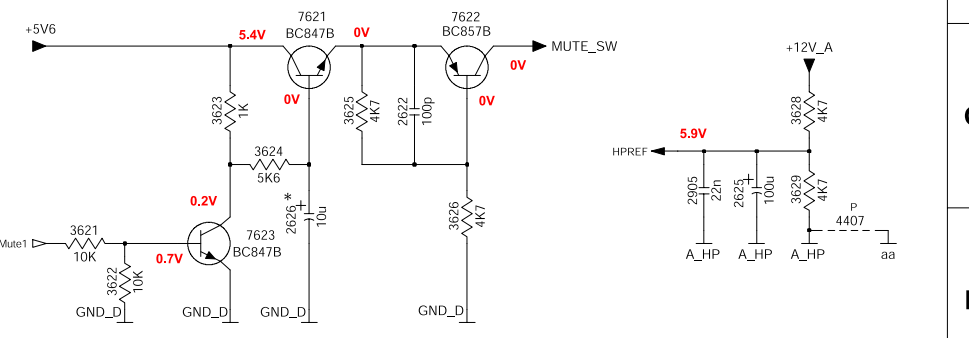 7621
BC847B
7622
BC857B
+5V6
5.4V
0V
MUTE_SW
0V
+12V_A
3623
1K
0V
3625
4K7
2622
100p
0V
3628
4K7
HPREF
5.9V
3624
5K6
2905
22n
2625
+
100u
3629
4K7
P
4407
0.2V
2626
*
+
10u
3626
4K7
Mute1
3621
10K
0.7V
7623
BC847B
3622
10K
A_HP
A_HP
A_HP
aa
GND_D
GND_D
GND_D
GND_D